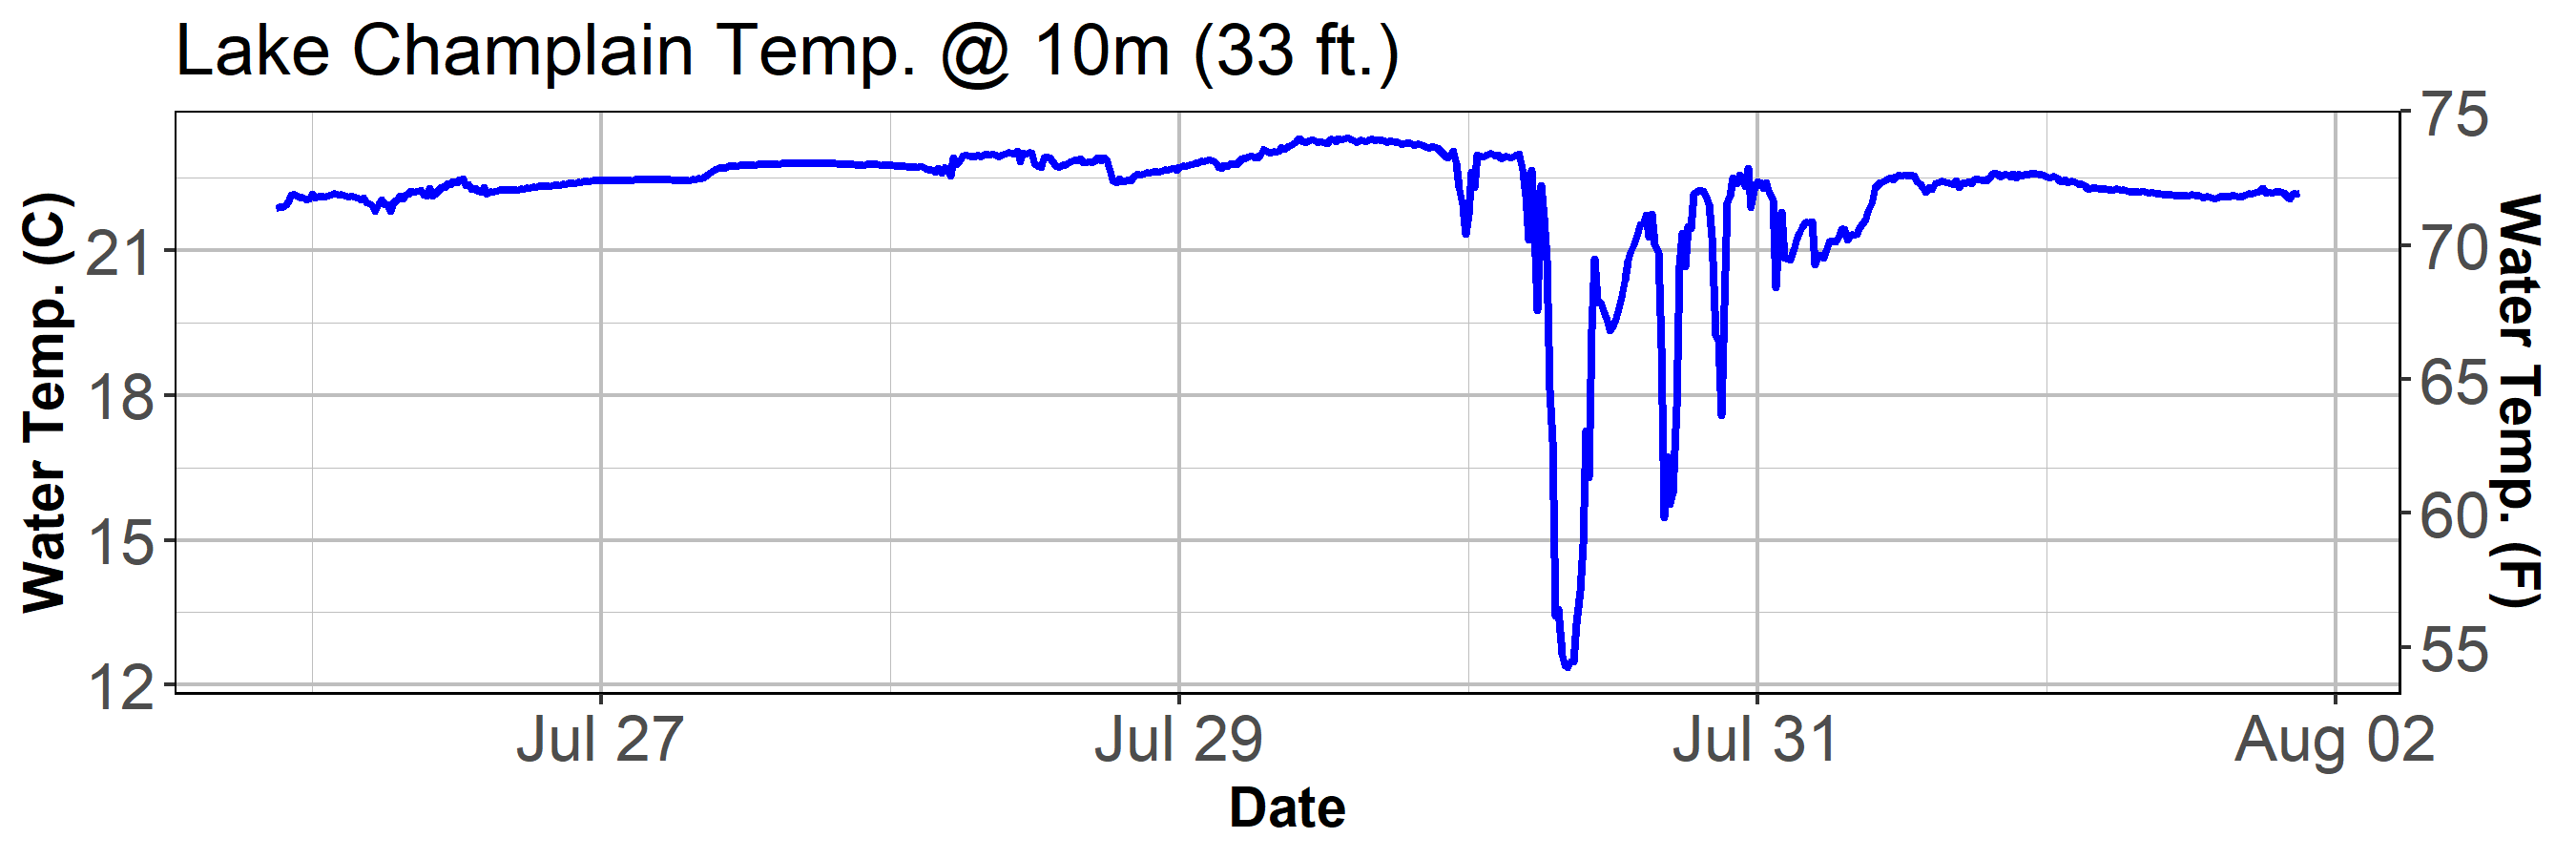 Lake Champlain Temp. @ 10m (33 ft.)
Water Temp. (C)
21
18
15
12
75
70
65
60
55
Water Temp. (F)
Jul 27
Jul 29
Jul 31
Aug 02
Date